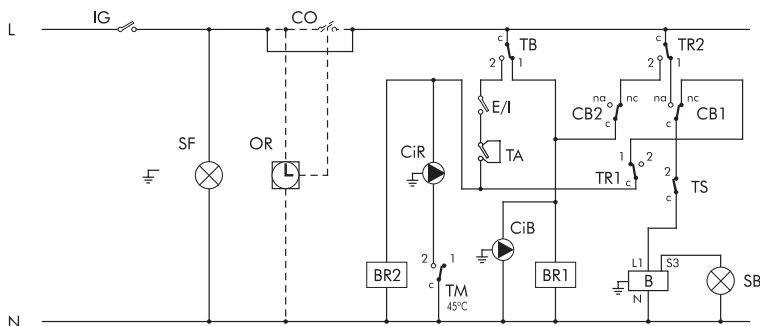 IG
CO
L
TB
TR2
c
c
2
1
2
1
na
nc
na
nc
E/I
CB2
CB1
c
c
SF
OR
CiR
TA
1
2
TR1
c
2
TS
c
CiB
2
1
L1
S3
BR2
c
BR1
B
SB
TM
N
45ºC
N